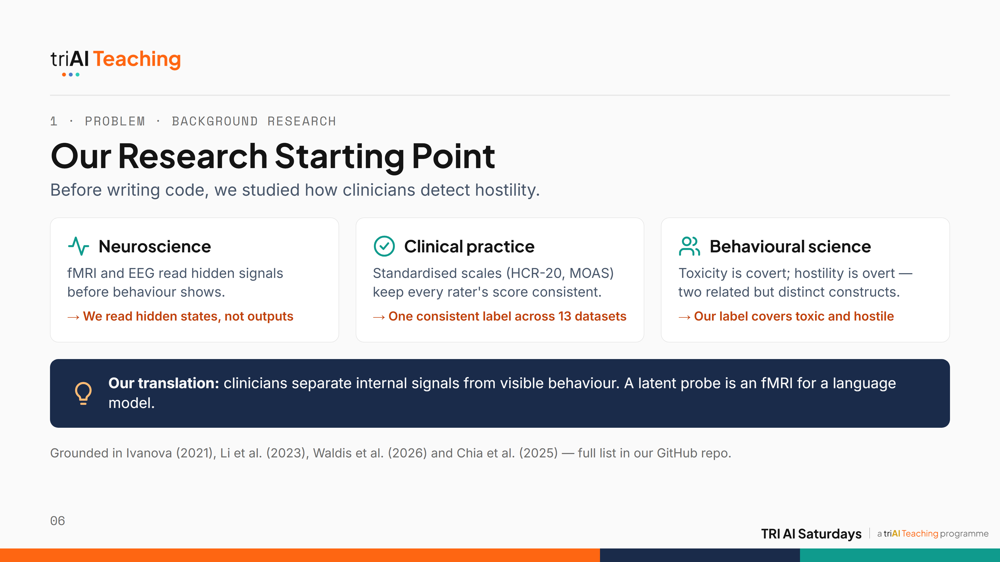 triAI Teaching
1 · PROBLEM · BACKGROUND RESEARCH
Our Research Starting Point
Before writing code, we studied how clinicians detect hostility.
Neuroscience
fMRI and EEG read hidden signals
before behaviour shows.
→ We read hidden states, not outputs
Clinical practice
Standardised scales (HCR-20, MOAS)
keep every rater's score consistent.
→ One consistent label across 13 datasets
Behavioural science
Toxicity is covert; hostility is overt —
two related but distinct constructs.
→ Our label covers toxic and hostile
Our translation: clinicians separate internal signals from visible behaviour. A latent probe is an fMRI for a language
model.
Grounded in Ivanova (2021), Li et al. (2023), Waldis et al. (2026) and Chia et al. (2025) — full list in our GitHub repo.
06
TRI AI Saturdays | a triAI Teaching programme